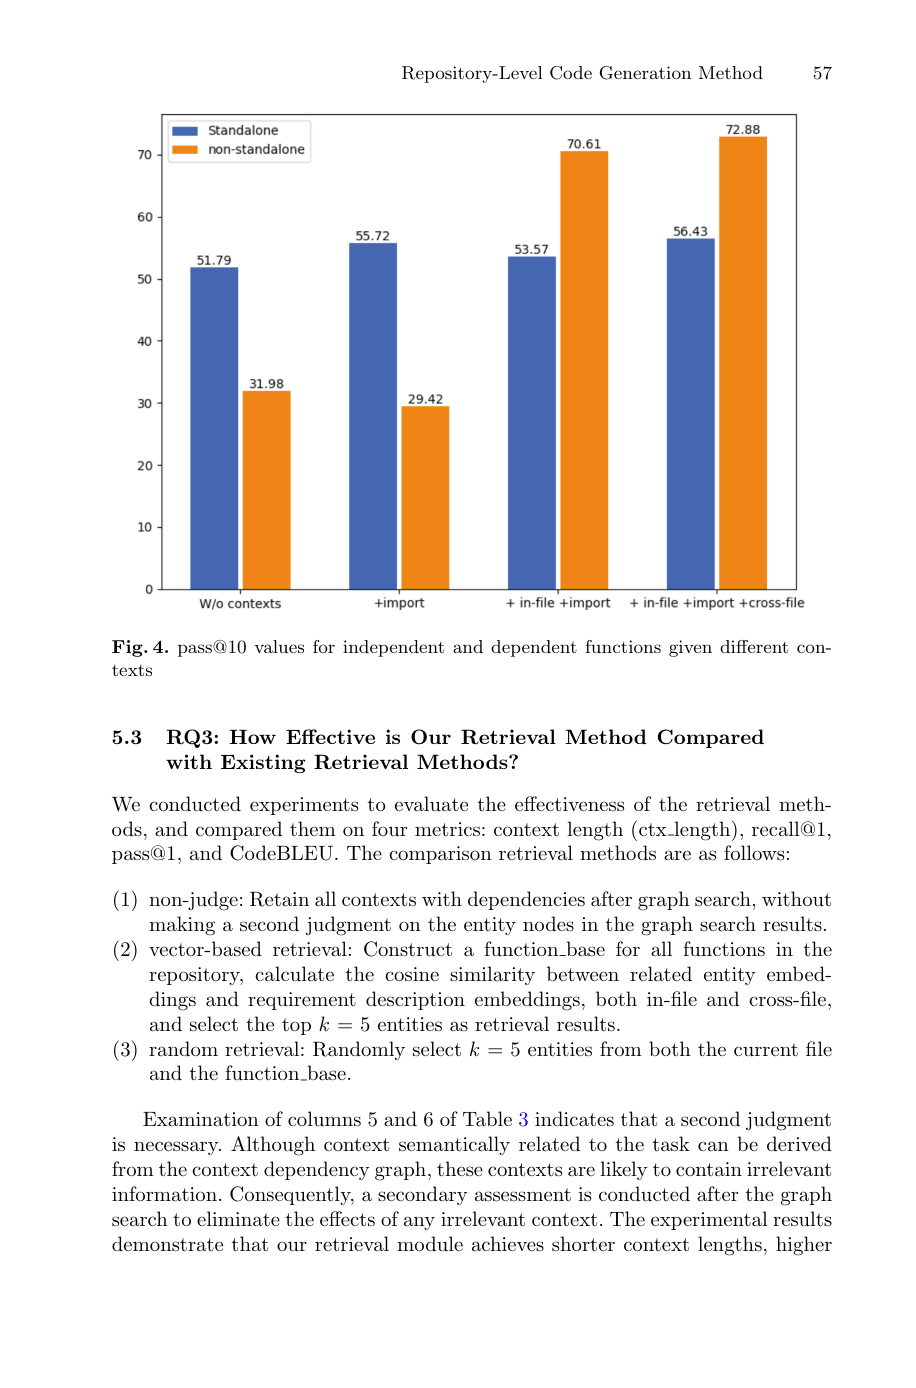 Repository-Level Code Generation Method 57
Standalone
non-standalone
70
60
50
40
30
20
10
0
51.79
31.98
55.72
29.42
53.57
70.61
56.43
72.88
W/o contexts
+import
+ in-file +import
+ in-file +import +cross-file
Fig. 4. pass@10 values for independent and dependent functions given different con-
texts
5.3 RQ3: How Effective is Our Retrieval Method Compared
with Existing Retrieval Methods?
We conducted experiments to evaluate the effectiveness of the retrieval meth-
ods, and compared them on four metrics: context length (ctx_length), recall@1,
pass@1, and CodeBLEU. The comparison retrieval methods are as follows:
(1) non-judge: Retain all contexts with dependencies after graph search, without
making a second judgment on the entity nodes in the graph search results.
(2) vector-based retrieval: Construct a function_base for all functions in the
repository, calculate the cosine similarity between related entity embed-
dings and requirement description embeddings, both in-file and cross-file,
and select the top k = 5 entities as retrieval results.
(3) random retrieval: Randomly select k = 5 entities from both the current file
and the function_base.
Examination of columns 5 and 6 of Table 3 indicates that a second judgment
is necessary. Although context semantically related to the task can be derived
from the context dependency graph, these contexts are likely to contain irrelevant
information. Consequently, a secondary assessment is conducted after the graph
search to eliminate the effects of any irrelevant context. The experimental results
demonstrate that our retrieval module achieves shorter context lengths, higher